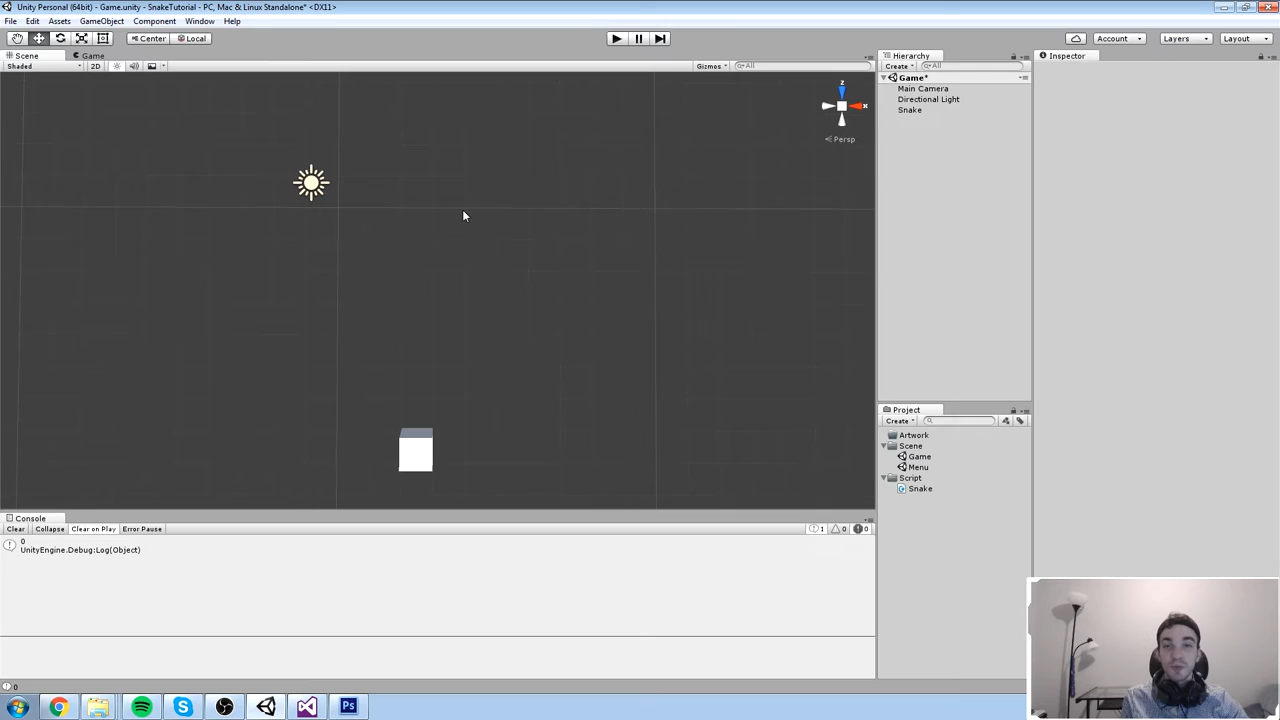 Unity Personal (64bit) - Game.unity - SnakeTutorial - PC, Mac & Linux Standalone* <DX11>
File Edit Assets GameObject Component Window Help
Center Local Account Layers Layout
Scene Game Hierarchy Inspector
Shaded 2D Gizmos All Create All
Game*
Main Camera
Directional Light
Snake
z
x
Persp
Project
Create
Artwork
Scene
Game
Menu
Script
Snake
Console
Clear Collapse Clear on Play Error Pause 1 0 0
0
UnityEngine.Debug:Log(Object)
0
Ps